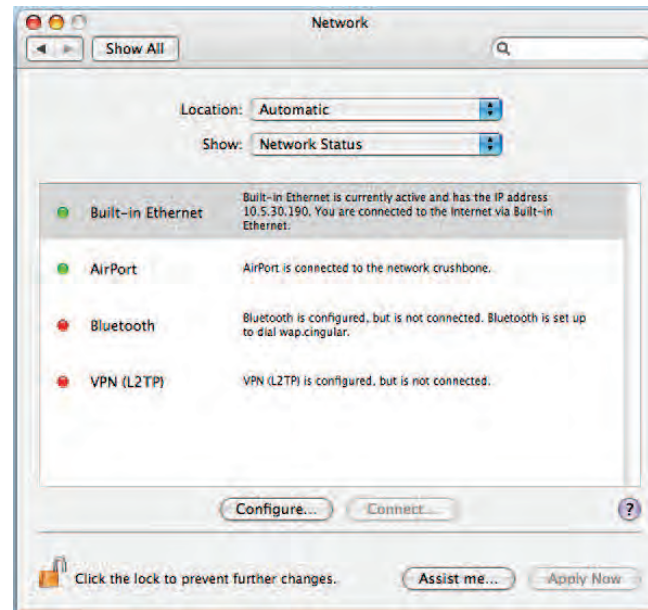 Network
Show All
Location: Automatic
Show: Network Status
Built-in Ethernet
Built-in Ethernet is currently active and has the IP address
10.5.30.190. You are connected to the Internet via Built-in
Ethernet.
AirPort
AirPort is connected to the network crushbone.
Bluetooth
Bluetooth is configured, but is not connected. Bluetooth is set up
to dial wap.cingular.
VPN (L2TP)
VPN (L2TP) is configured, but is not connected.
Configure... Connect... ?
Click the lock to prevent further changes. Assist me... Apply Now